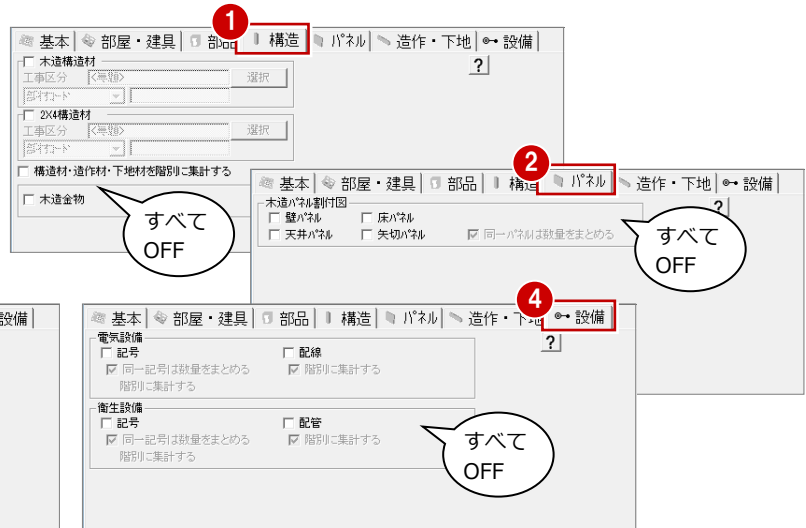 1
基本 部屋・建具 部品 構造 パネル 造作・下地 設備
?
木造構造材
工事区分 <無題> 選択
部材コード
2X4構造材
工事区分 <無題> 選択
部材コード
構造材・造作材・下地材を階別に集計する
木造金物
すべて
OFF
2
基本 部屋・建具 部品 構造 パネル 造作・下地 設備
?
木造パネル割付図
壁パネル 床パネル
天井パネル 矢切パネル 同一パネルは数量をまとめる
すべて
OFF
設備
4
基本 部屋・建具 部品 構造 パネル 造作・下地 設備
?
電気設備
記号 配線
同一記号は数量をまとめる 階別に集計する
階別に集計する
衛生設備
記号 配管
同一記号は数量をまとめる 階別に集計する
階別に集計する
すべて
OFF